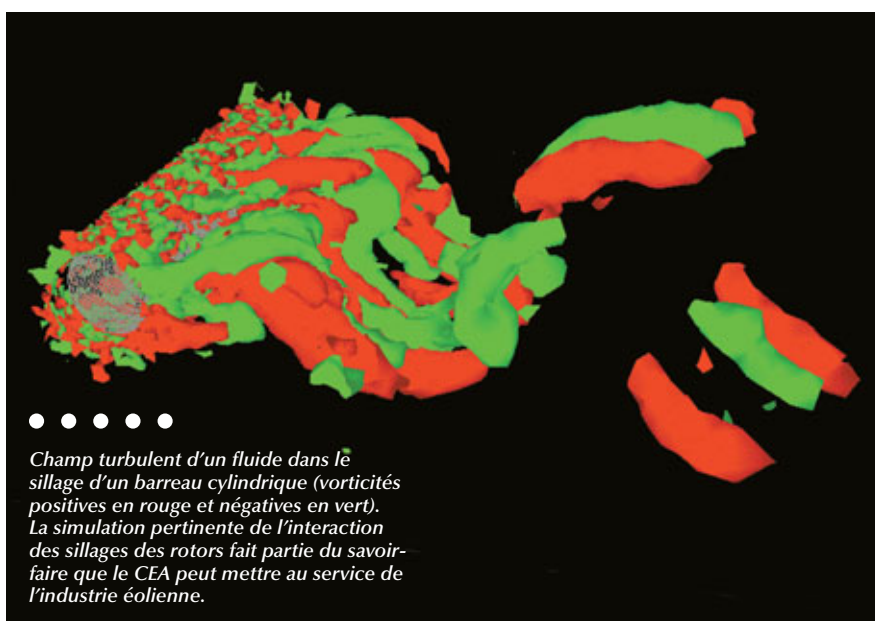 Champ turbulent d'un fluide dans le
sillage d'un barreau cylindrique (vorticités
positives en rouge et négatives en vert).
La simulation pertinente de l'interaction
des sillages des rotors fait partie du savoir-
faire que le CEA peut mettre au service de
l'industrie éolienne.